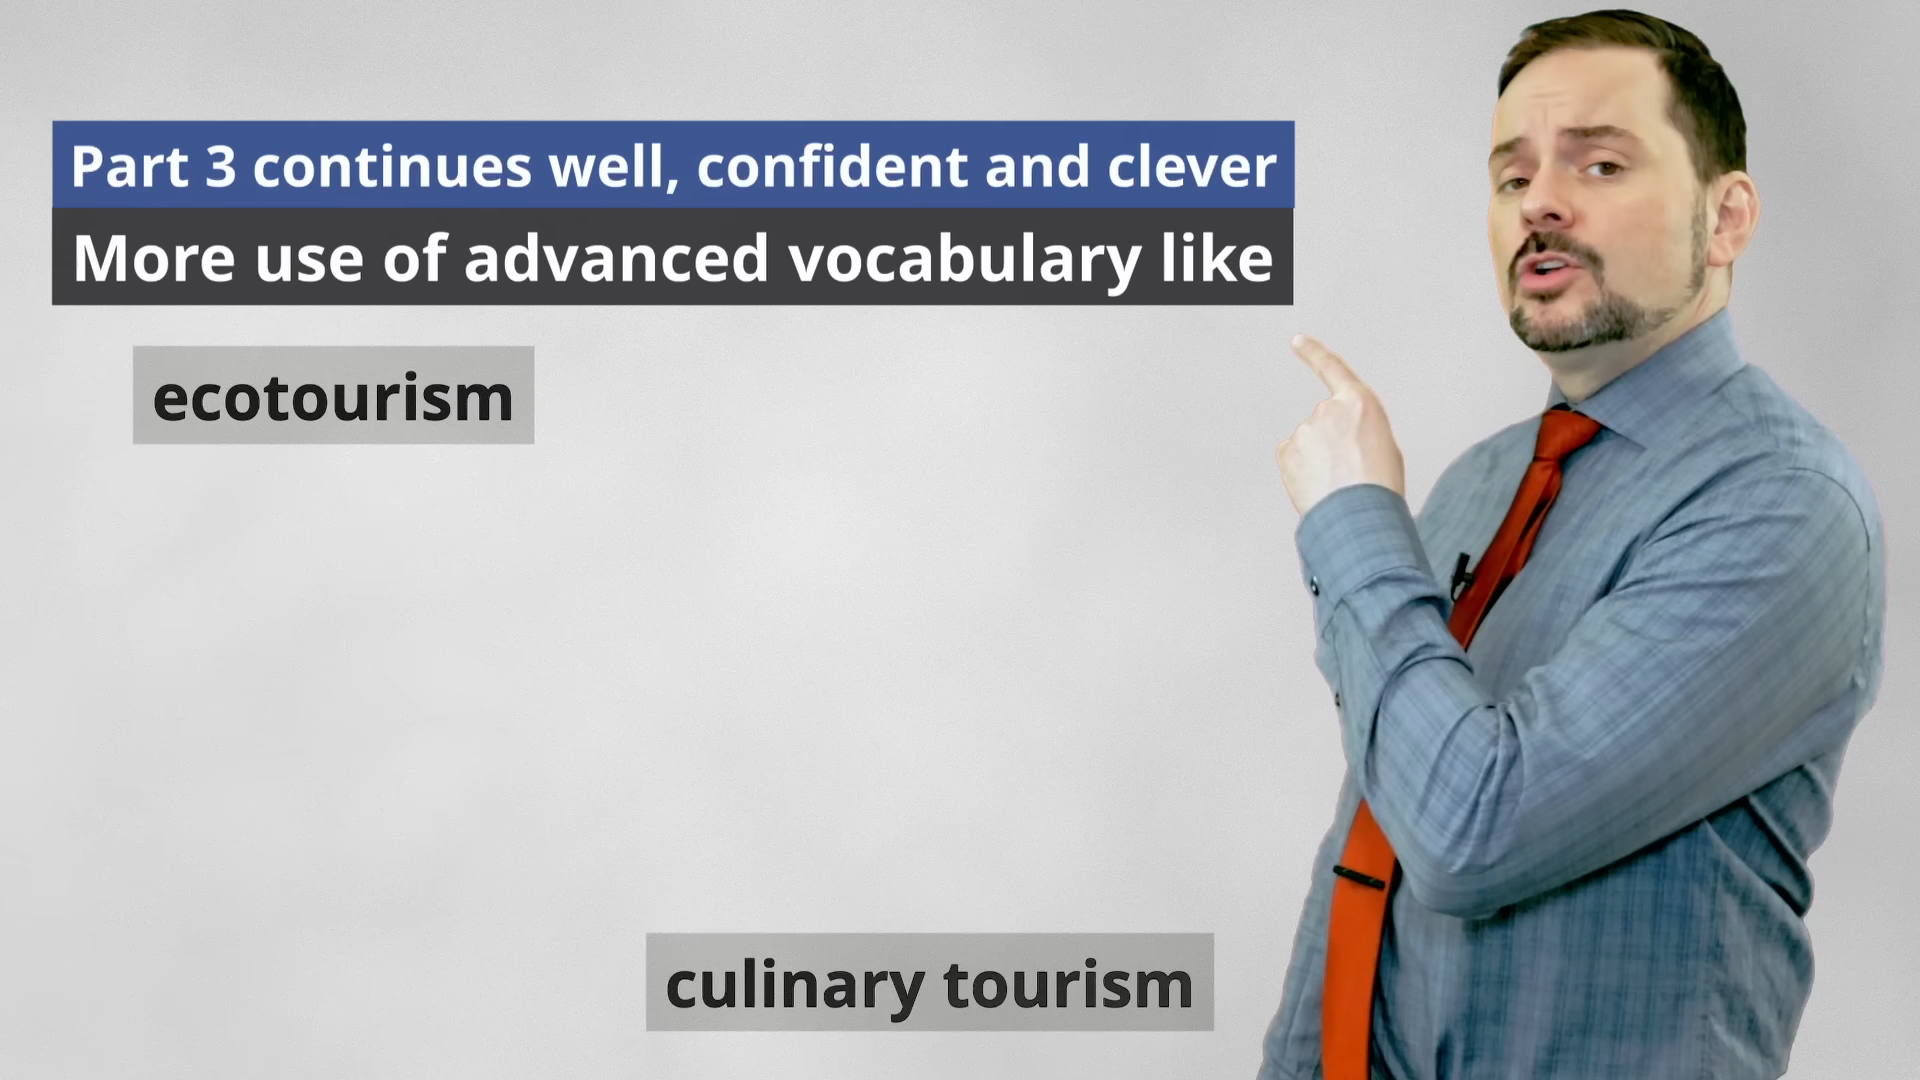 Part 3 continues well, confident and clever
More use of advanced vocabulary like
ecotourism
culinary tourism